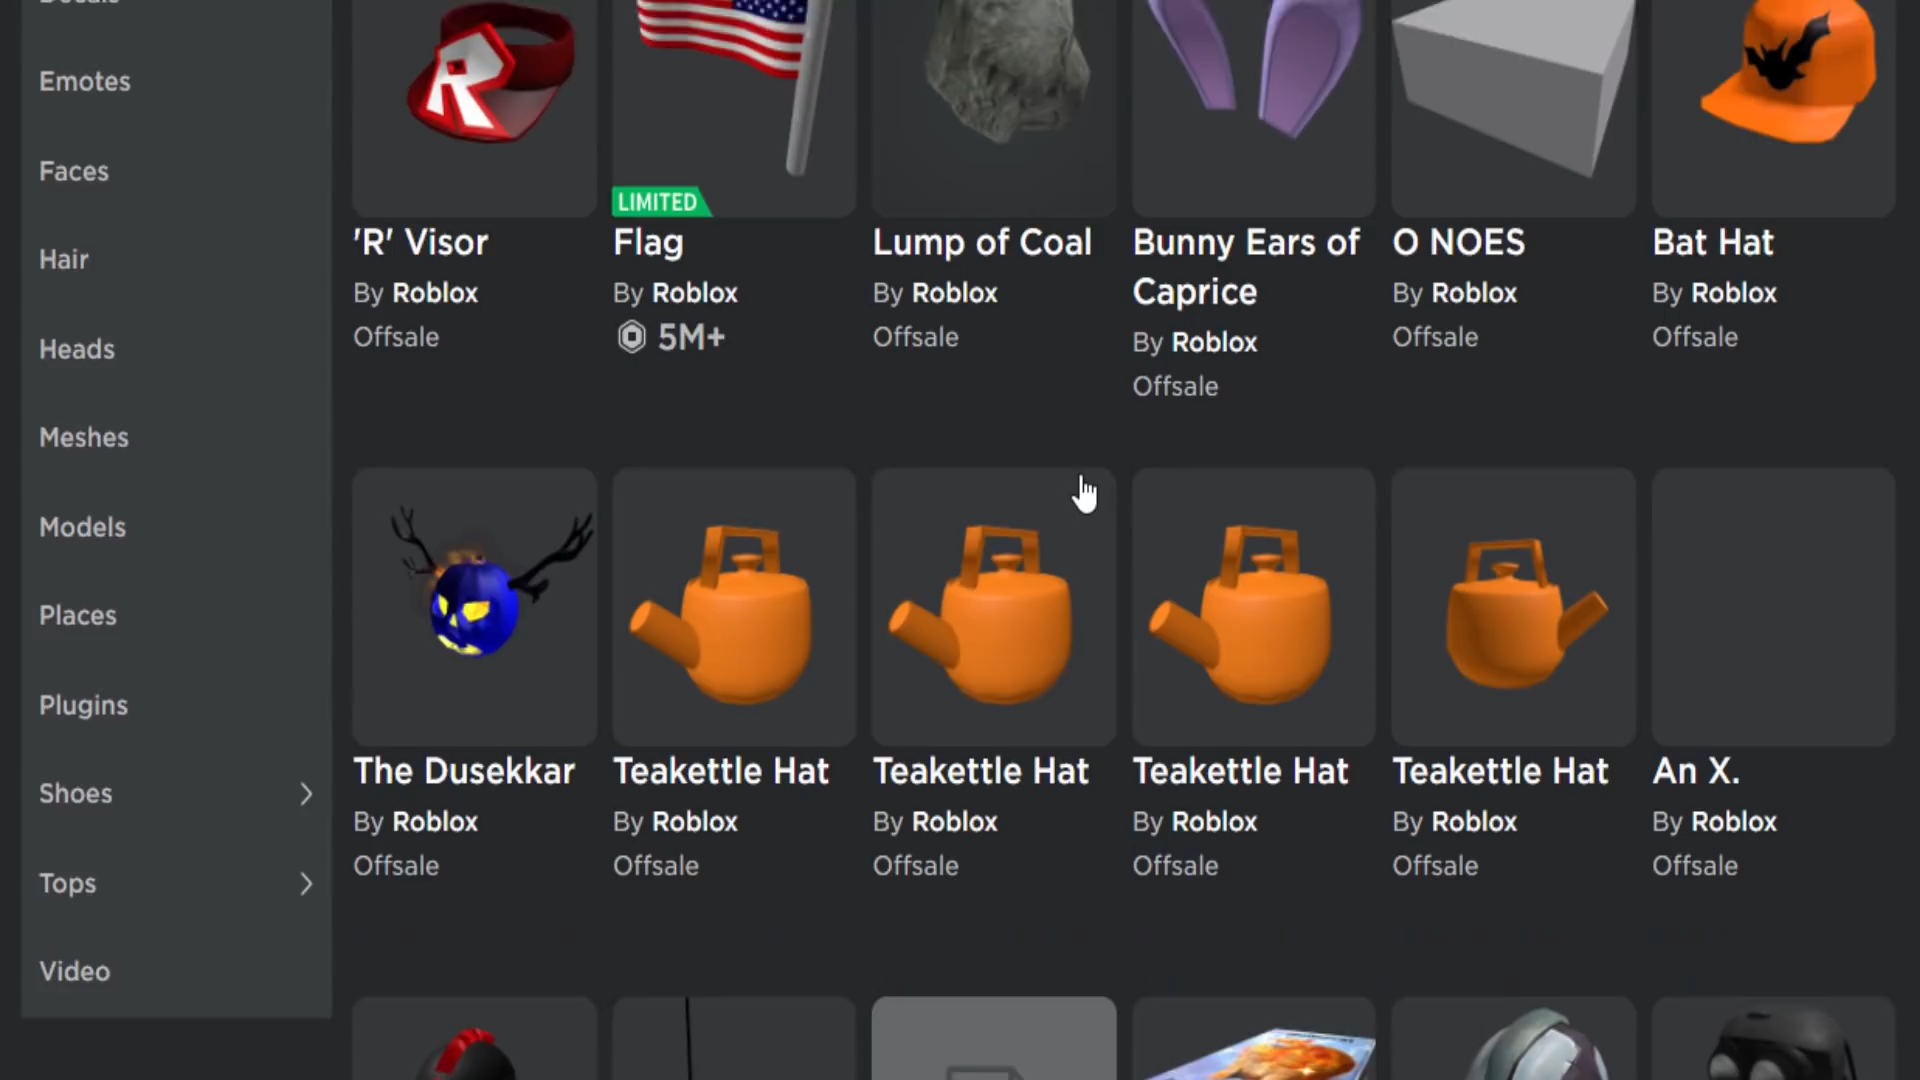 Decals
Emotes
Faces
Hair
Heads
Meshes
Models
Places
Plugins
Shoes
Tops
Video
R
LIMITED
'R' Visor
By Roblox
Offsale
Flag
By Roblox
5M+
Lump of Coal
By Roblox
Offsale
Bunny Ears of
Caprice
By Roblox
Offsale
O NOES
By Roblox
Offsale
Bat Hat
By Roblox
Offsale
The Dusekkar
By Roblox
Offsale
Teakettle Hat
By Roblox
Offsale
Teakettle Hat
By Roblox
Offsale
Teakettle Hat
By Roblox
Offsale
Teakettle Hat
By Roblox
Offsale
An X.
By Roblox
Offsale